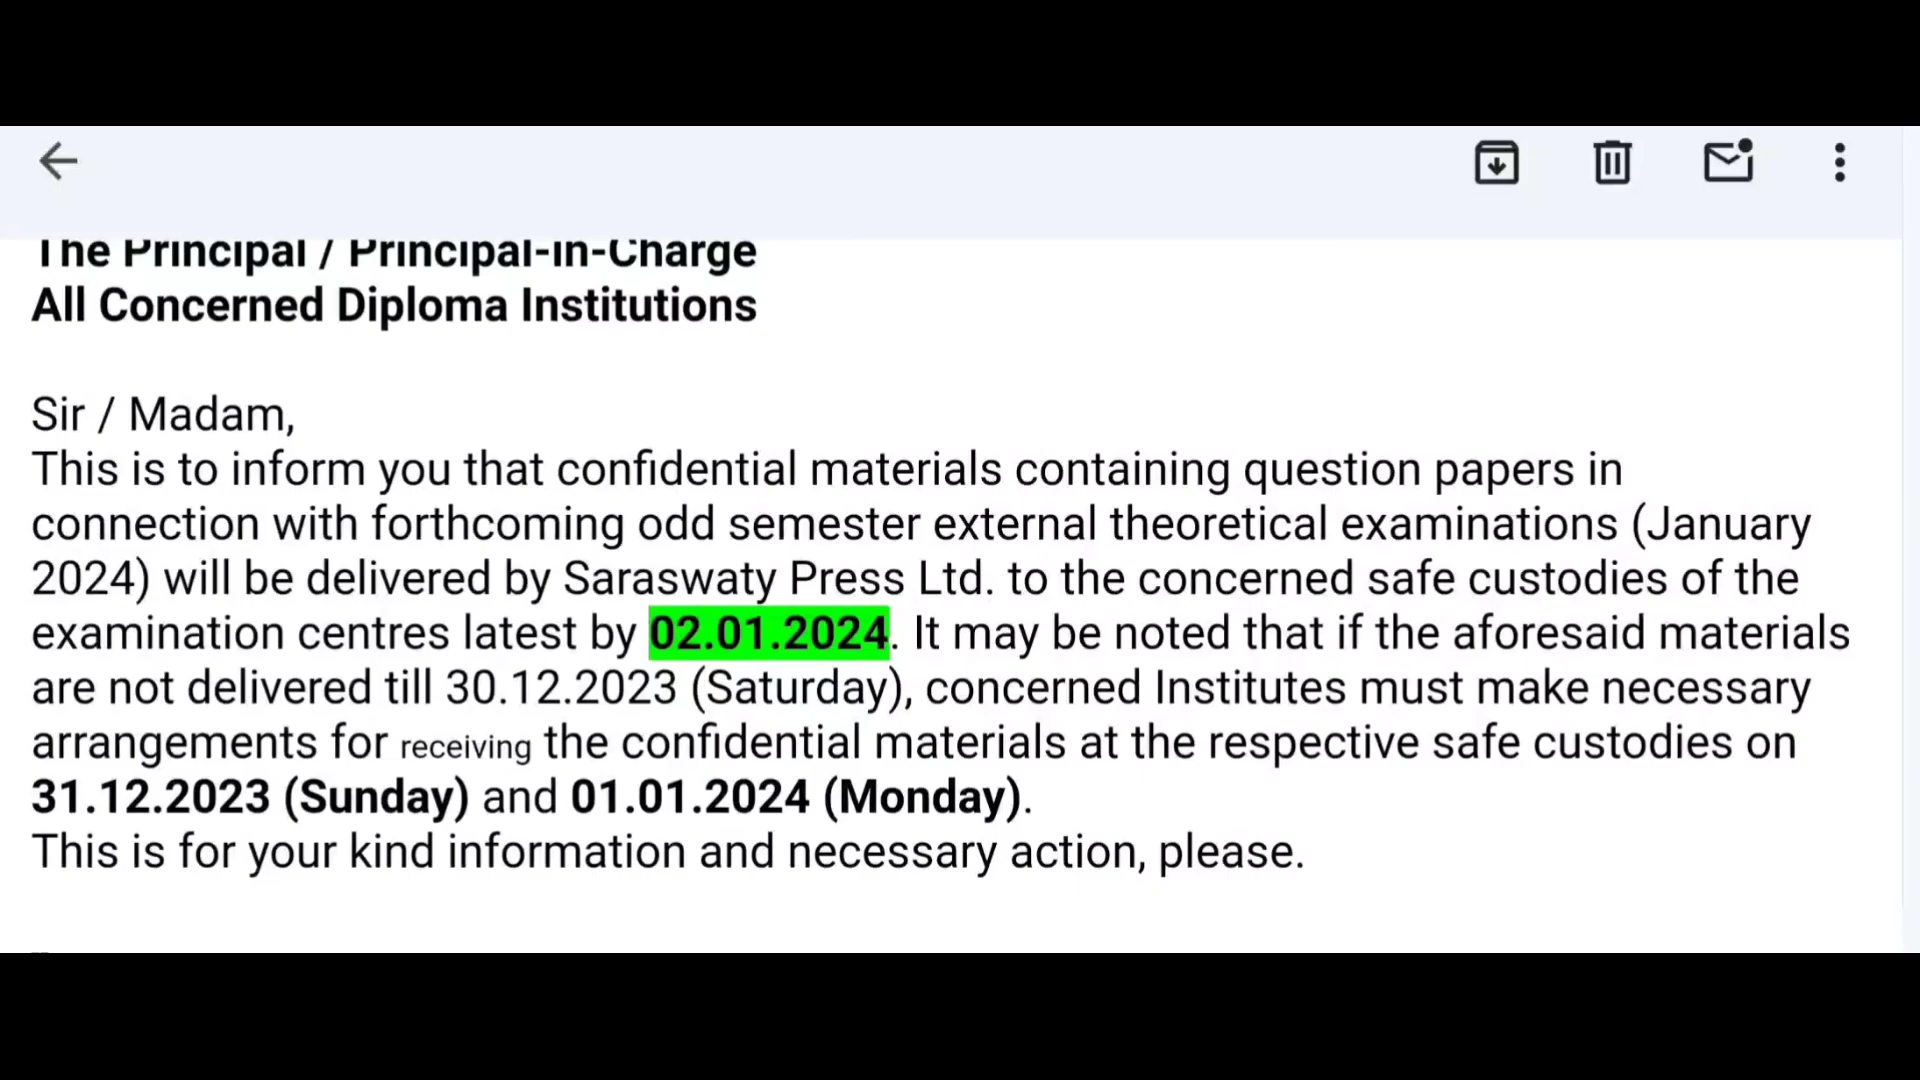 The Principal / Principal-in-Charge
All Concerned Diploma Institutions
Sir / Madam,
This is to inform you that confidential materials containing question papers in
connection with forthcoming odd semester external theoretical examinations (January
2024) will be delivered by Saraswaty Press Ltd. to the concerned safe custodies of the
examination centres latest by 02.01.2024. It may be noted that if the aforesaid materials
are not delivered till 30.12.2023 (Saturday), concerned Institutes must make necessary
arrangements for receiving the confidential materials at the respective safe custodies on
31.12.2023 (Sunday) and 01.01.2024 (Monday).
This is for your kind information and necessary action, please.